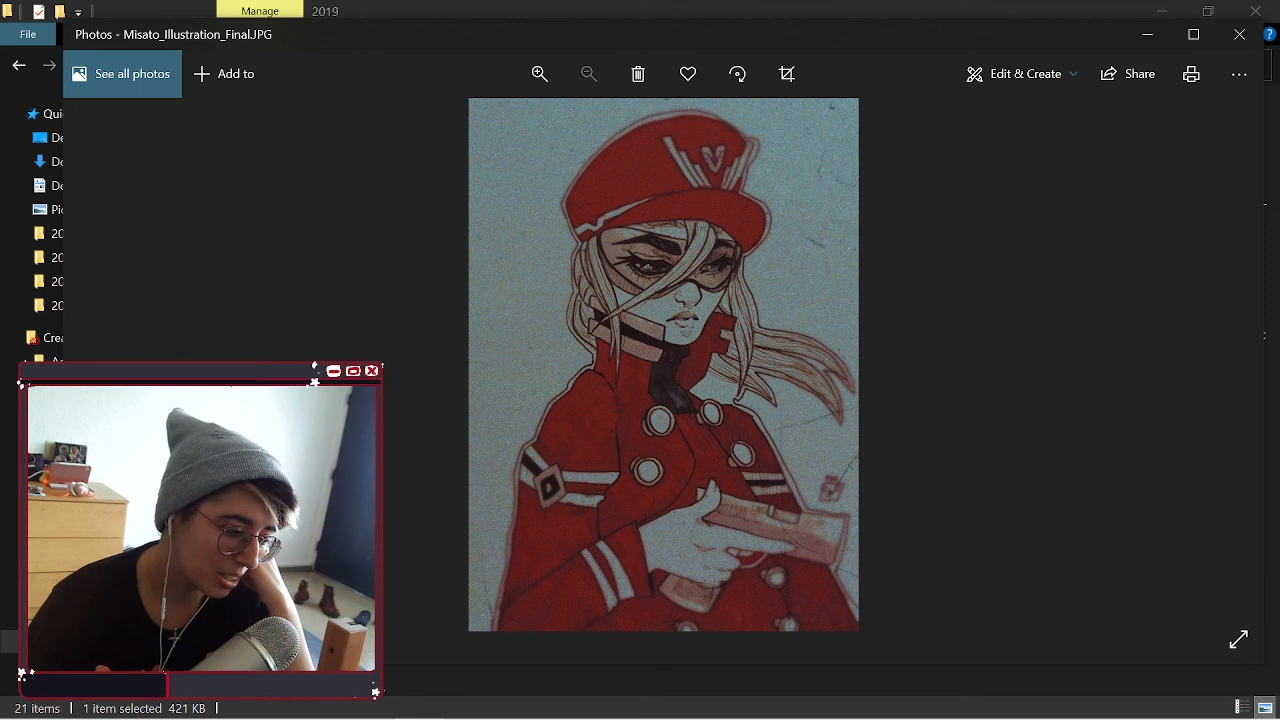 Manage
2019
File
Photos - Misato_Illustration_Final.JPG
See all photos
Add to
Edit & Create
Share
21 items
1 item selected 421 KB